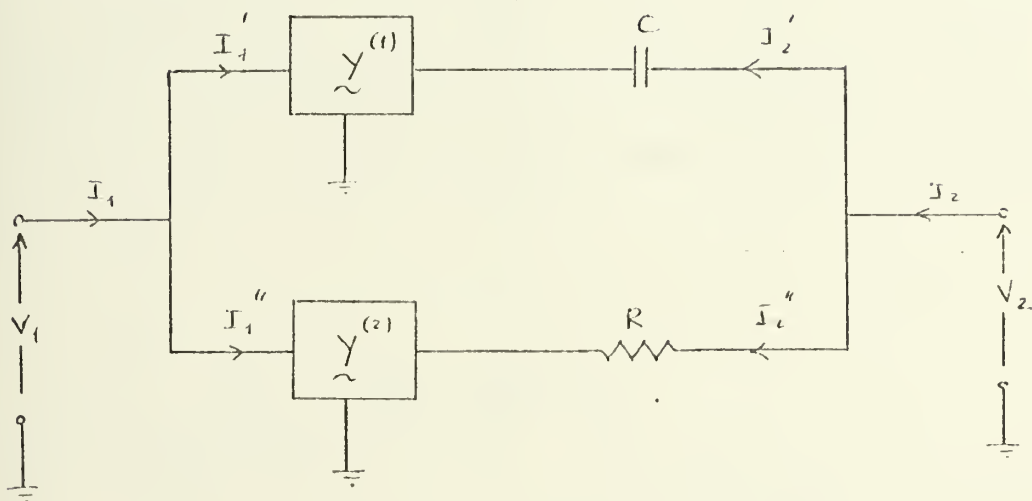 I₁' Y⁽¹⁾ C I₂'
I₁ I₂
V₁ V₂
I₁" Y⁽²⁾ R I₂"